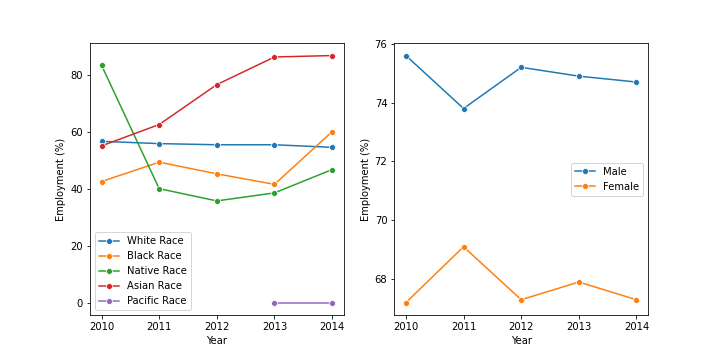 Employment (%)
80
60
40
20
0
2010 2011 2012 2013 2014
Year
White Race
Black Race
Native Race
Asian Race
Pacific Race
Employment (%)
76
74
72
70
68
2010 2011 2012 2013 2014
Year
Male
Female